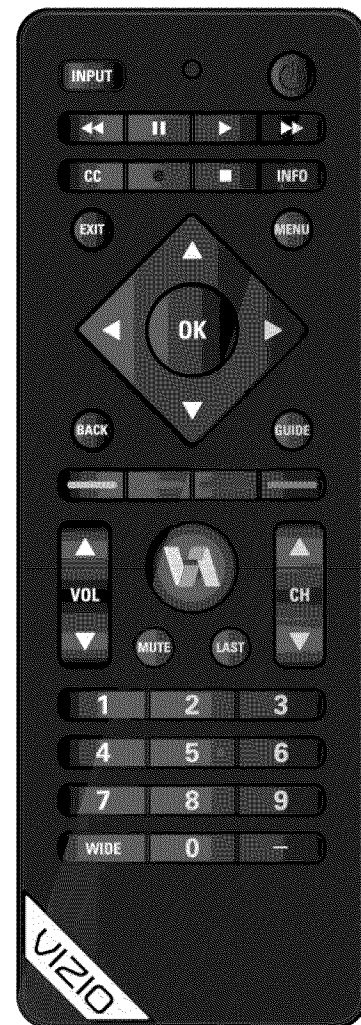 INPUT
CC INFO
EXIT MENU
OK
BACK GUIDE
VOL CH
MUTE LAST
1 2 3
4 5 6
7 8 9
WIDE 0 –
VIZIO